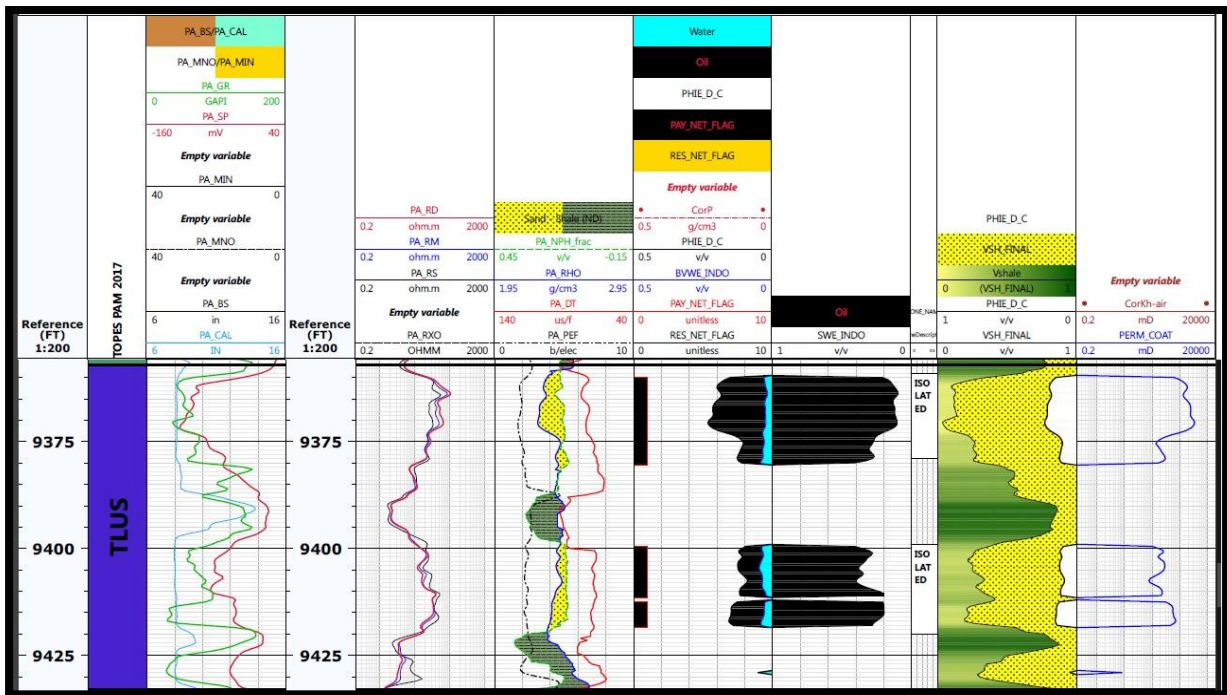 Reference
(FT)
1:200
TOPES PAM 2017
PA_BS/PA_CAL
PA_MNO/PA_MIN
PA_GR
0 GAPI 200
PA_SP
-160 mV 40
Empty variable
PA_MIN
40 0
Empty variable
PA_MNO
40 0
Empty variable
PA_BS
6 in 16
PA_CAL
6 IN 16
Reference
(FT)
1:200
PA_RD
0.2 ohm.m 2000
PA_RM
0.2 ohm.m 2000
PA_RS
0.2 ohm.m 2000
Empty variable
PA_RXO
0.2 OHMM 2000
Sand - Shale (ND)
PA_NPH_frac
0.45 v/v -0.15
PA_RHO
1.95 g/cm3 2.95
PA_DT
140 us/f 40
PA_PEF
0 b/elec 10
Water
Oil
PHIE_D_C
PAY_NET_FLAG
RES_NET_FLAG
Empty variable
CorP
0.5 g/cm3 0
PHIE_D_C
0.5 v/v 0
BVWE_INDO
0.5 v/v 0
PAY_NET_FLAG
0 unitless 10
RES_NET_FLAG
0 unitless 10
Oil
SWE_INDO
1 v/v 0
PHIE_D_C
VSH_FINAL
Vshale
0 (VSH_FINAL) 1
PHIE_D_C
1 v/v 0
VSH_FINAL
0 v/v 1
Empty variable
CorKh-air
0.2 mD 20000
PERM_COAT
0.2 mD 20000
TLUS
9375
9400
9425
9375
9400
9425
ISO
LAT
ED
ISO
LAT
ED